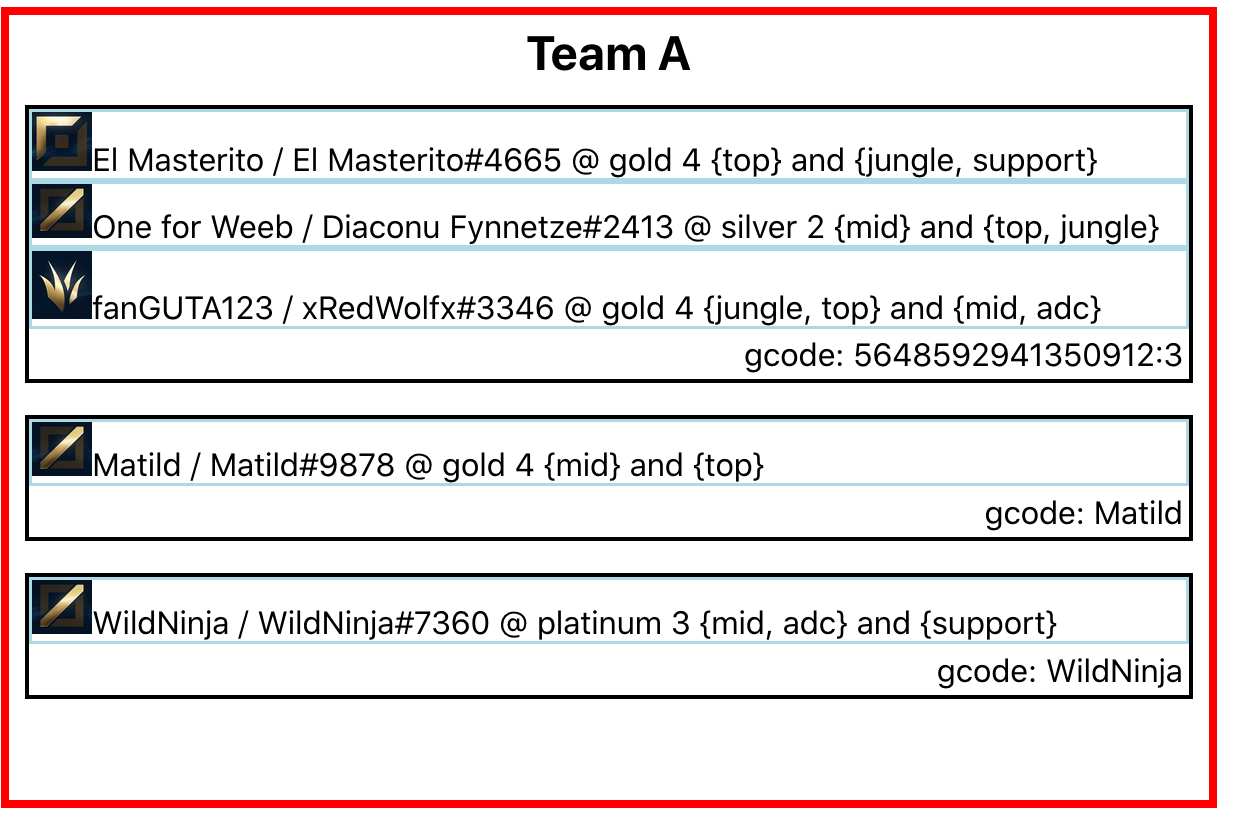 Team A
El Masterito / El Masterito#4665 @ gold 4 {top} and {jungle, support}
One for Weeb / Diaconu Fynnetze#2413 @ silver 2 {mid} and {top, jungle}
fanGUTA123 / xRedWolfx#3346 @ gold 4 {jungle, top} and {mid, adc}
gcode: 5648592941350912:3
Matild / Matild#9878 @ gold 4 {mid} and {top}
gcode: Matild
WildNinja / WildNinja#7360 @ platinum 3 {mid, adc} and {support}
gcode: WildNinja